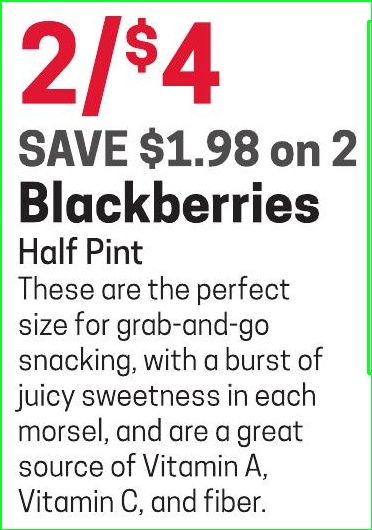 2/$4
SAVE $1.98 on 2
Blackberries
Half Pint
These are the perfect
size for grab-and-go
snacking, with a burst of
juicy sweetness in each
morsel, and are a great
source of Vitamin A,
Vitamin C, and fiber.